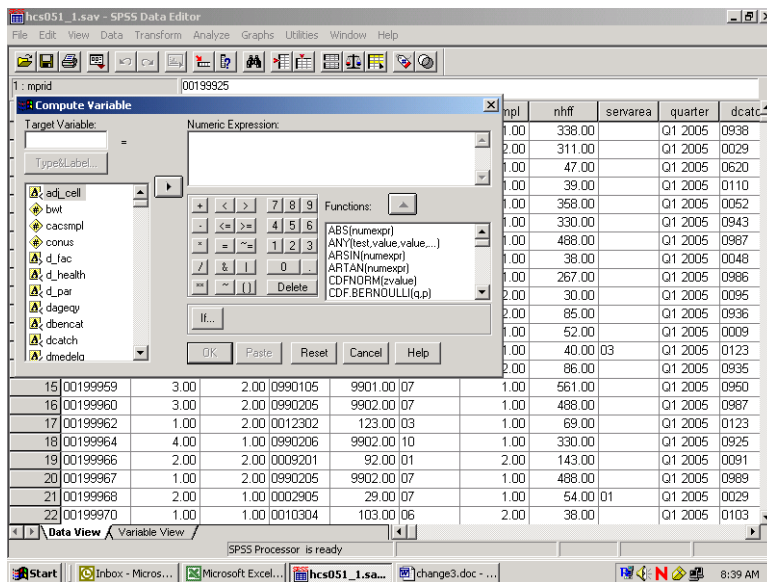 hcs051_1.sav - SPSS Data Editor
File Edit View Data Transform Analyze Graphs Utilities Window Help
1 : mprid 00199925
Compute Variable
Target Variable: Numeric Expression:
=
Type&Label...
adj_cell
bwt
cacsmpl
conus
d_fac
d_health
d_par
dageqy
dbencat
dcatch
dmedelg
+ < > 7 8 9 Functions:
- <= >= 4 5 6
* = ~= 1 2 3
/ & | 0 .
** ~ () Delete
ABS(numexpr)
ANY(test,value,value,...)
ARSIN(numexpr)
ARTAN(numexpr)
CDFNORM(zvalue)
CDF.BERNOULLI(q,p)
If...
OK Paste Reset Cancel Help
mpl nhff servarea quarter dcatc
1.00 338.00 Q1 2005 0938
2.00 311.00 Q1 2005 0029
1.00 47.00 Q1 2005 0620
1.00 39.00 Q1 2005 0110
1.00 358.00 Q1 2005 0052
1.00 330.00 Q1 2005 0943
1.00 488.00 Q1 2005 0987
1.00 38.00 Q1 2005 0048
1.00 267.00 Q1 2005 0986
2.00 30.00 Q1 2005 0095
2.00 85.00 Q1 2005 0936
1.00 52.00 Q1 2005 0009
1.00 40.00 03 Q1 2005 0123
2.00 86.00 Q1 2005 0935
15 00199959 3.00 2.00 0990105 9901.00 07 1.00 561.00 Q1 2005 0950
16 00199960 3.00 2.00 0990205 9902.00 07 1.00 488.00 Q1 2005 0987
17 00199962 1.00 2.00 0012302 123.00 03 1.00 69.00 Q1 2005 0123
18 00199964 4.00 1.00 0990206 9902.00 10 1.00 330.00 Q1 2005 0925
19 00199966 2.00 2.00 0009201 92.00 01 2.00 143.00 Q1 2005 0091
20 00199967 1.00 2.00 0990205 9902.00 07 1.00 488.00 Q1 2005 0989
21 00199968 2.00 1.00 0002905 29.00 07 1.00 54.00 01 Q1 2005 0029
22 00199970 1.00 1.00 0010304 103.00 06 2.00 38.00 Q1 2005 0103
Data View Variable View
SPSS Processor is ready
Start Inbox - Micros... Microsoft Excel... hcs051_1.sa... change3.doc - ... 8:39 AM